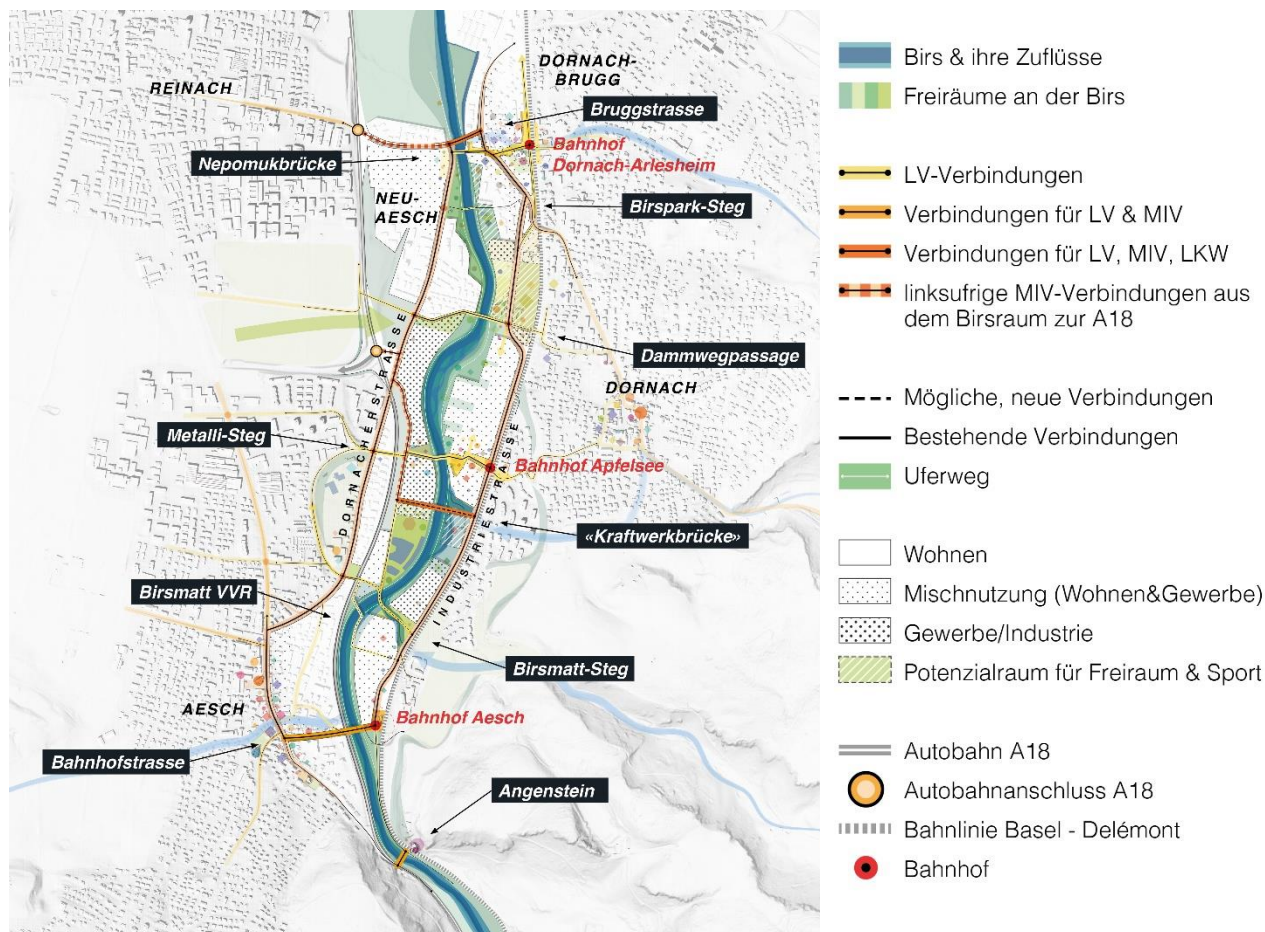 DORNACH-
BRUGG
REINACH
Bruggstrasse
Bahnhof
Dornach-Arlesheim
Nepomukbrücke
NEU-
AESCH
Birspark-Steg
Dammwegpassage
DORNACH
Metalli-Steg
DORNACHERSTRASSE
Bahnhof Apfelsee
INDUSTRIESTRASSE
«Kraftwerkbrücke»
Birsmatt VVR
Birsmatt-Steg
AESCH
Bahnhof Aesch
Bahnhofstrasse
Angenstein
Birs & ihre Zuflüsse
Freiräume an der Birs
LV-Verbindungen
Verbindungen für LV & MIV
Verbindungen für LV, MIV, LKW
linksufrige MIV-Verbindungen aus
dem Birsraum zur A18
Mögliche, neue Verbindungen
Bestehende Verbindungen
Uferweg
Wohnen
Mischnutzung (Wohnen&Gewerbe)
Gewerbe/Industrie
Potenzialraum für Freiraum & Sport
Autobahn A18
Autobahnanschluss A18
Bahnlinie Basel - Delémont
Bahnhof